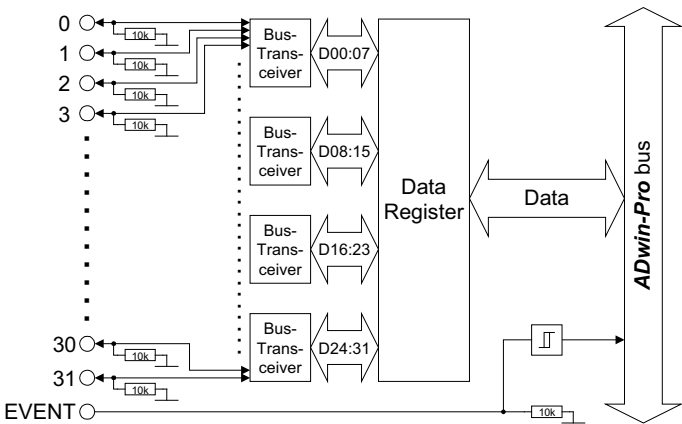 0
10k
1
10k
2
10k
3
10k
30
10k
31
10k
EVENT
Bus-
Trans-
ceiver
D00:07
Bus-
Trans-
ceiver
D08:15
Bus-
Trans-
ceiver
D16:23
Bus-
Trans-
ceiver
D24:31
Data
Register
Data
ADwin-Pro bus
10k